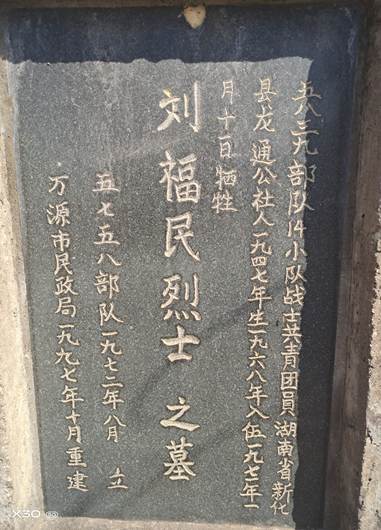 五八三九部队14小队战士共青团員湖南省新化
县龙通公社人一九四七年生一九六八年入伍一九七一年一
月十一日牺牲
刘福民烈士之墓
五七五八部队一九七二年八月立
万源市民政局一九九七年十月重建
X30